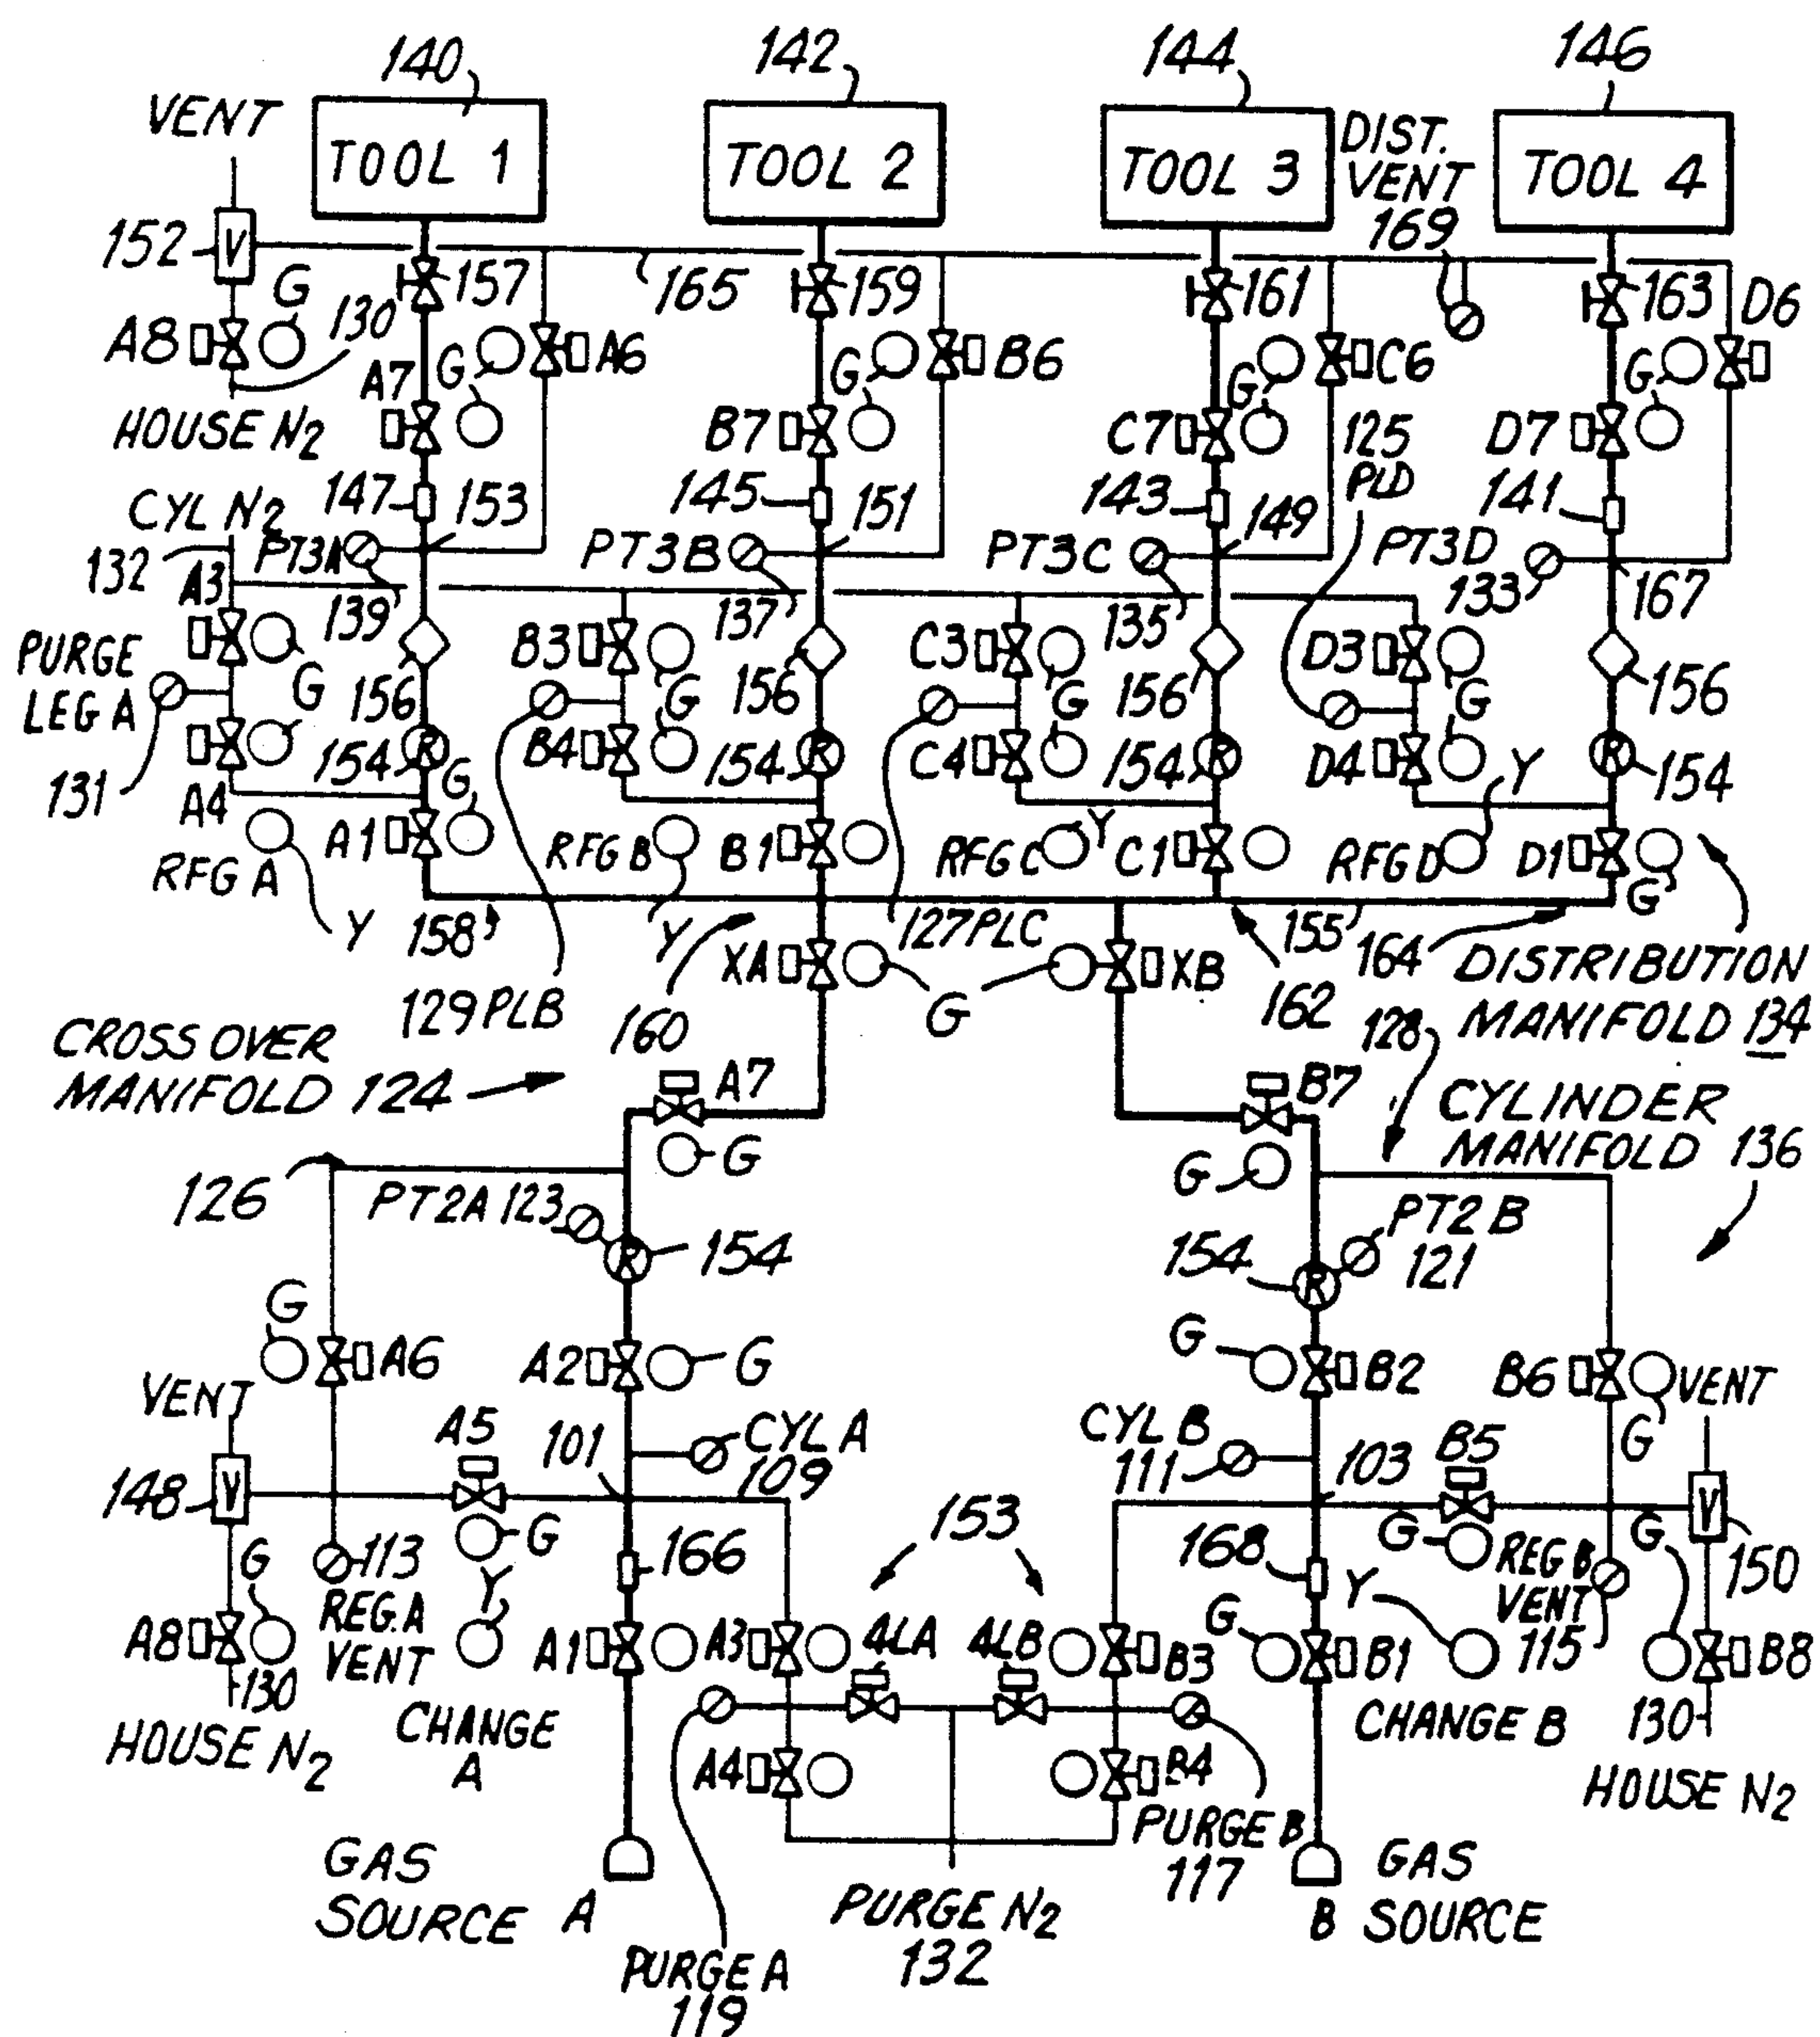 140
142
144
146
VENT
TOOL 1
TOOL 2
TOOL 3
DIST.
VENT
169
TOOL 4
152
V
G
130
157
165
159
161
163
D6
A8
A7
G
A6
G
B6
G
C6
G
HOUSE N2
B7
C7
125
PLD
D7
147
153
145
151
143
149
141
CYL N2
132
PT3A
PT3B
PT3C
PT3D
133
167
A3
139
137
135
PURGE
LEG A
G
B3
G
C3
G
D3
G
156
156
156
156
131
G
154
R
G
B4
G
154
R
C4
G
154
R
D4
G
Y
R
154
A4
RFG A
Y
A1
RFG B
B1
RFG C
Y
C1
RFG D
D1
G
158
Y
127 PLC
155
164
DISTRIBUTION
MANIFOLD 134
129 PLB
XA
G
XB
160
162
128
CROSS OVER
MANIFOLD 124
A7
G
B7
G
CYLINDER
MANIFOLD 136
126
PT2A 123
R
154
PT2 B
121
154
R
G
A6
A2
G
G
B2
B6
G
VENT
VENT
A5
101
CYL A
109
CYL B
111
103
B5
148
V
G
153
G
V
150
113
REG. A
VENT
166
168
REG B
VENT
115
G
G
A8
130
Y
A1
A3
4LA
4LB
B3
G
Y
B1
B8
HOUSE N2
CHANGE
A
CHANGE B
130
HOUSE N2
A4
B4
GAS
SOURCE A
PURGE B
117
GAS
B SOURCE
PURGE N2
132
PURGE A
119